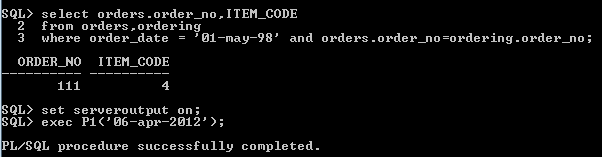 SQL> select orders.order_no,ITEM_CODE
2 from orders,ordering
3 where order_date = '01-may-98' and orders.order_no=ordering.order_no;
ORDER_NO ITEM_CODE
---------- ----------
111 4
SQL> set serveroutput on;
SQL> exec P1('06-apr-2012');
PL/SQL procedure successfully completed.